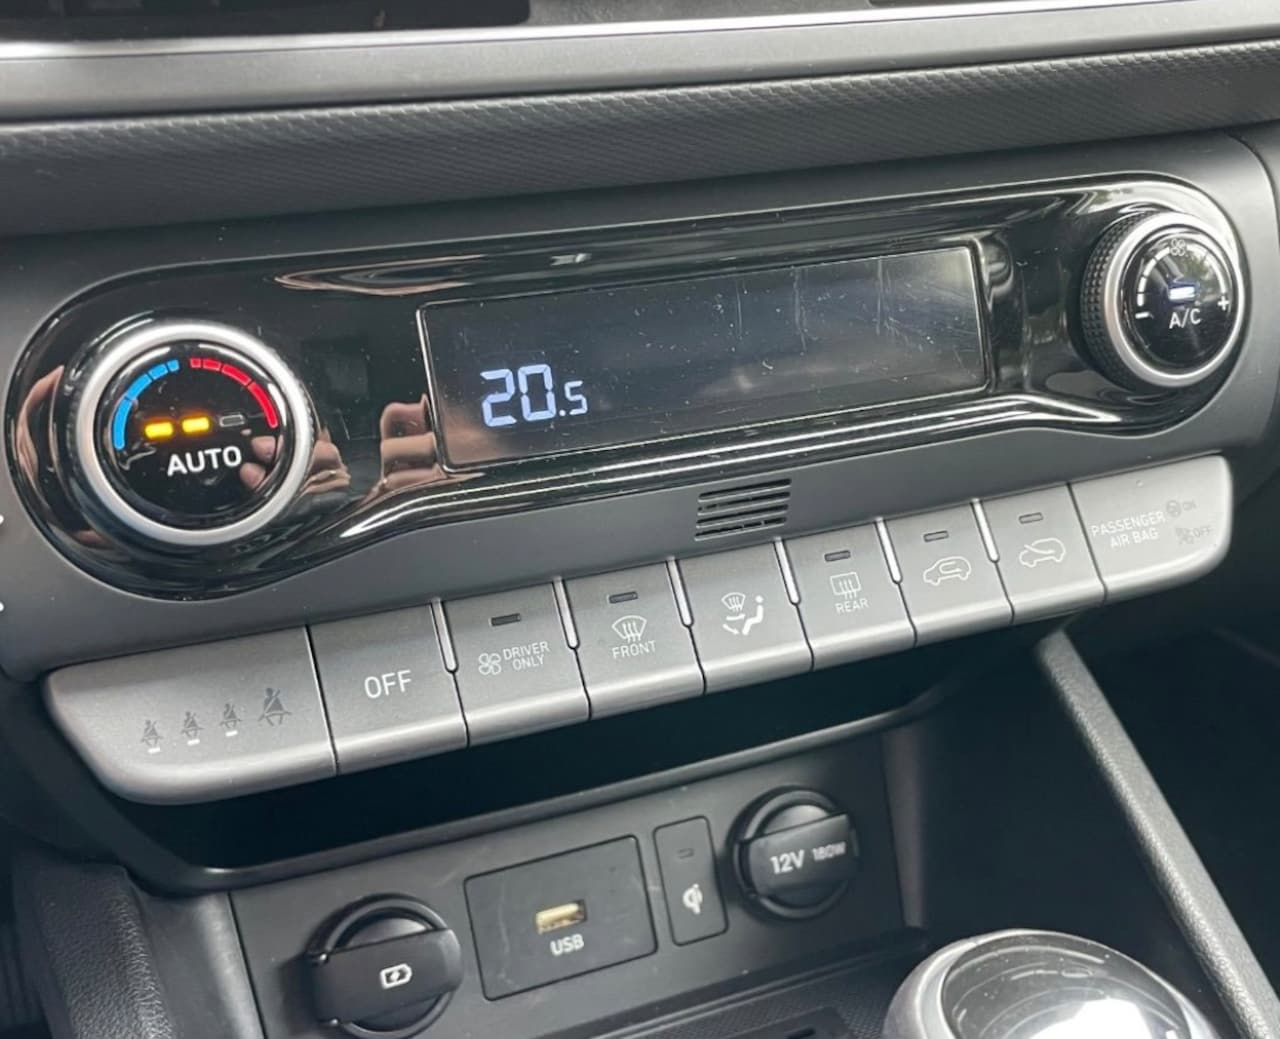 20.5
A/C
- +
AUTO
PASSENGER
AIR BAG
ON
OFF
REAR
FRONT
DRIVER
ONLY
OFF
12V 180W
USB